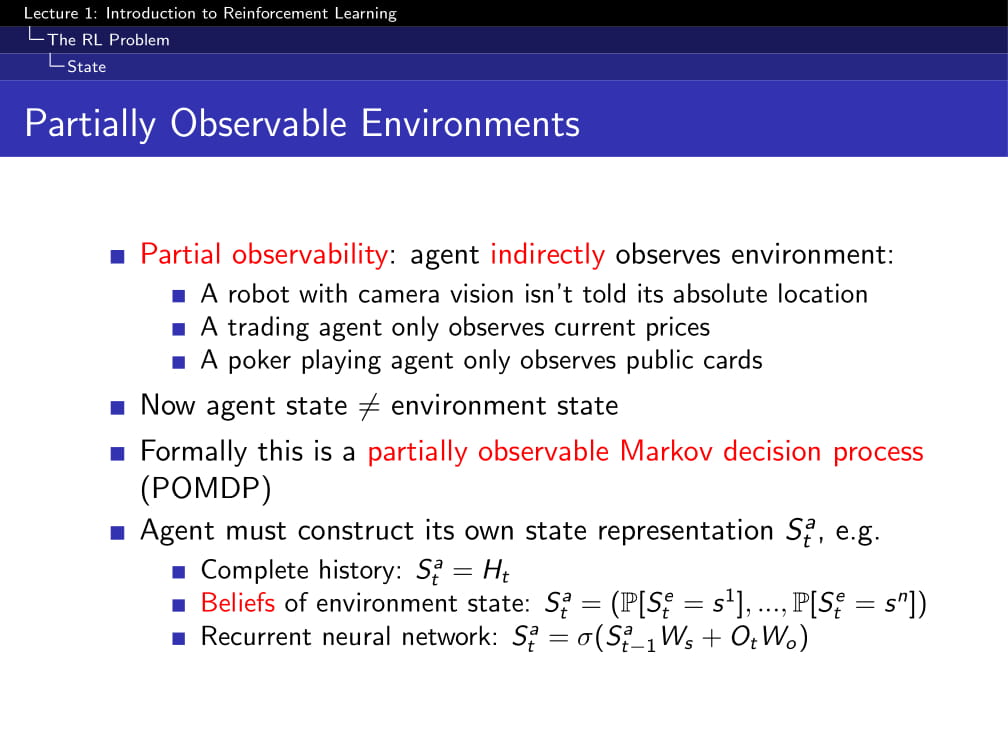 Lecture 1: Introduction to Reinforcement Learning
The RL Problem
State
Partially Observable Environments
Partial observability: agent indirectly observes environment:
A robot with camera vision isn't told its absolute location
A trading agent only observes current prices
A poker playing agent only observes public cards
Now agent state ≠ environment state
Formally this is a partially observable Markov decision process
(POMDP)
Agent must construct its own state representation $S_t^a$, e.g.
Complete history: $S_t^a = H_t$
Beliefs of environment state: $S_t^a = (\mathbb{P}[S_t^e = s^1], ..., \mathbb{P}[S_t^e = s^n])$
Recurrent neural network: $S_t^a = \sigma(S_{t-1}^a W_s + O_t W_o)$